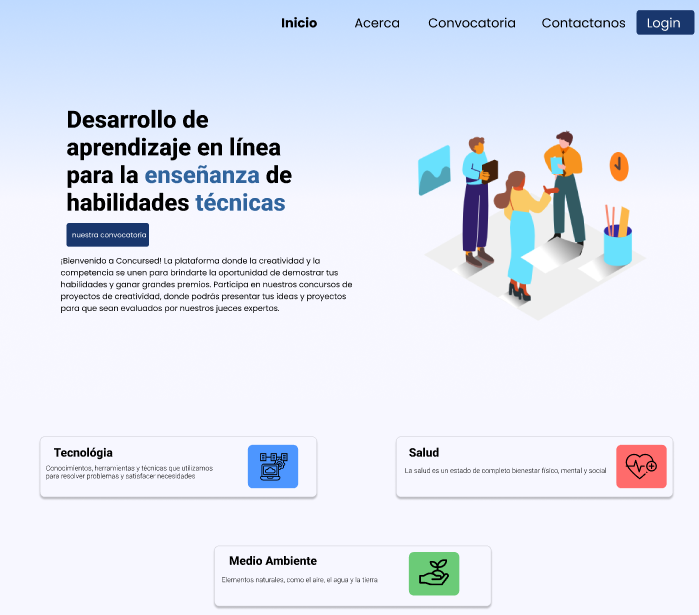 Inicio Acerca Convocatoria Contactanos Login
Desarrollo de
aprendizaje en línea
para la enseñanza de
habilidades técnicas
nuestra convocatoria
¡Bienvenido a Concursed! La plataforma donde la creatividad y la
competencia se unen para brindarte la oportunidad de demostrar tus
habilidades y ganar grandes premios. Participa en nuestros concursos de
proyectos de creatividad, donde podrás presentar tus ideas y proyectos
para que sean evaluados por nuestros jueces expertos.
Tecnológia
Conocimientos, herramientas y técnicas que utilizamos
para resolver problemas y satisfacer necesidades
Salud
La salud es un estado de completo bienestar físico, mental y social
Medio Ambiente
Elementos naturales, como el aire, el agua y la tierra